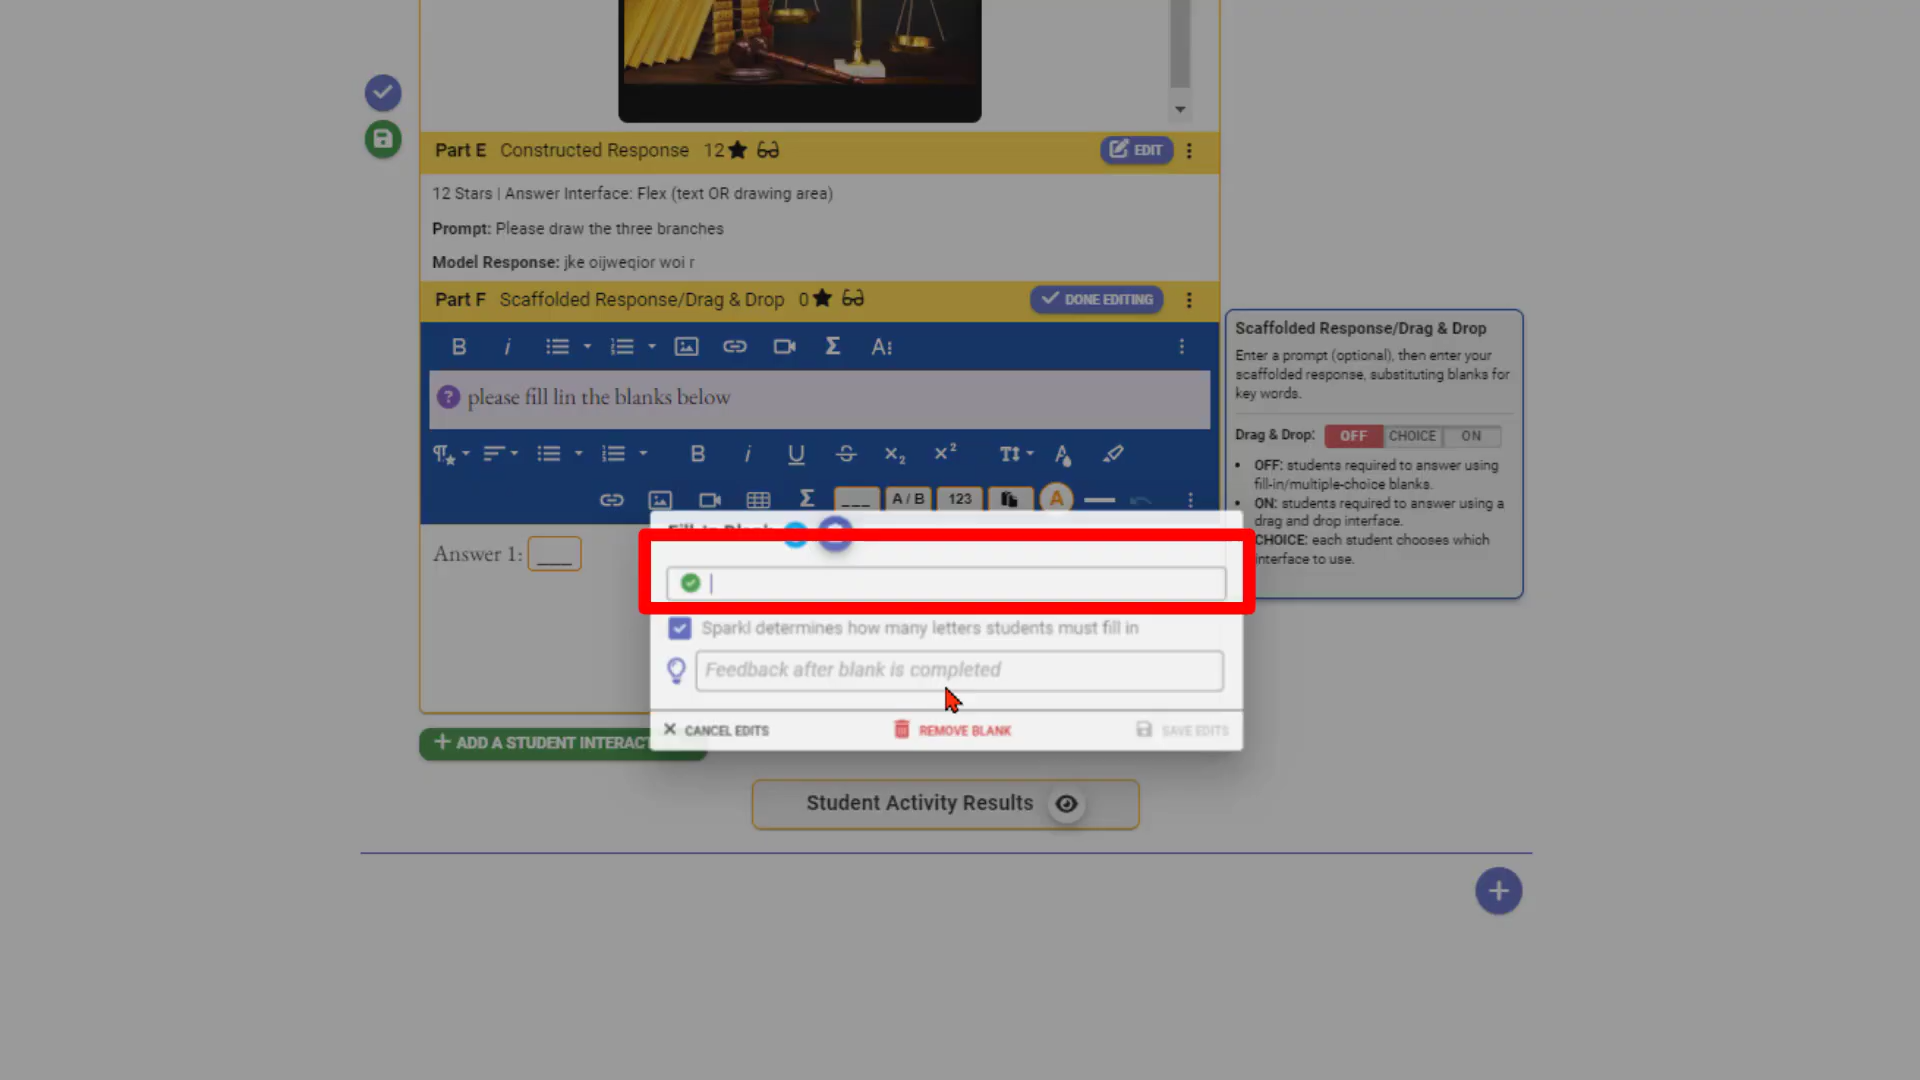 Part E Constructed Response 12
EDIT
12 Stars | Answer Interface: Flex (text OR drawing area)
Prompt: Please draw the three branches
Model Response: jke oijweqior woi r
Part F Scaffolded Response/Drag & Drop 0
DONE EDITING
B i Σ A
? please fill lin the blanks below
B i U S X₂ X² TI A
Σ ___ A / B 123 A
Answer 1: ___
Scaffolded Response/Drag & Drop
Enter a prompt (optional), then enter your
scaffolded response, substituting blanks for
key words.
Drag & Drop: OFF CHOICE ON
• OFF: students required to answer using
fill-in/multiple-choice blanks.
• ON: students required to answer using a
drag and drop interface.
CHOICE: each student chooses which
interface to use.
Sparkl determines how many letters students must fill in
Feedback after blank is completed
CANCEL EDITS
REMOVE BLANK
SAVE EDITS
+ ADD A STUDENT INTERACT
Student Activity Results